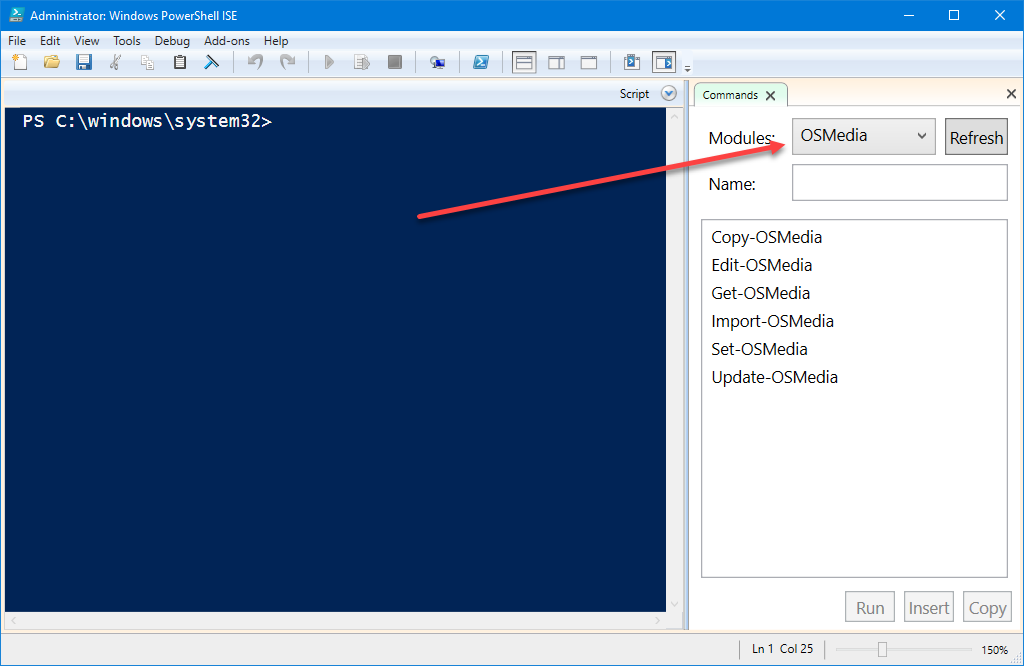 Administrator: Windows PowerShell ISE
File Edit View Tools Debug Add-ons Help
Script
PS C:\windows\system32>
Commands
Modules: OSMedia Refresh
Name:
Copy-OSMedia
Edit-OSMedia
Get-OSMedia
Import-OSMedia
Set-OSMedia
Update-OSMedia
Run Insert Copy
Ln 1 Col 25 150%